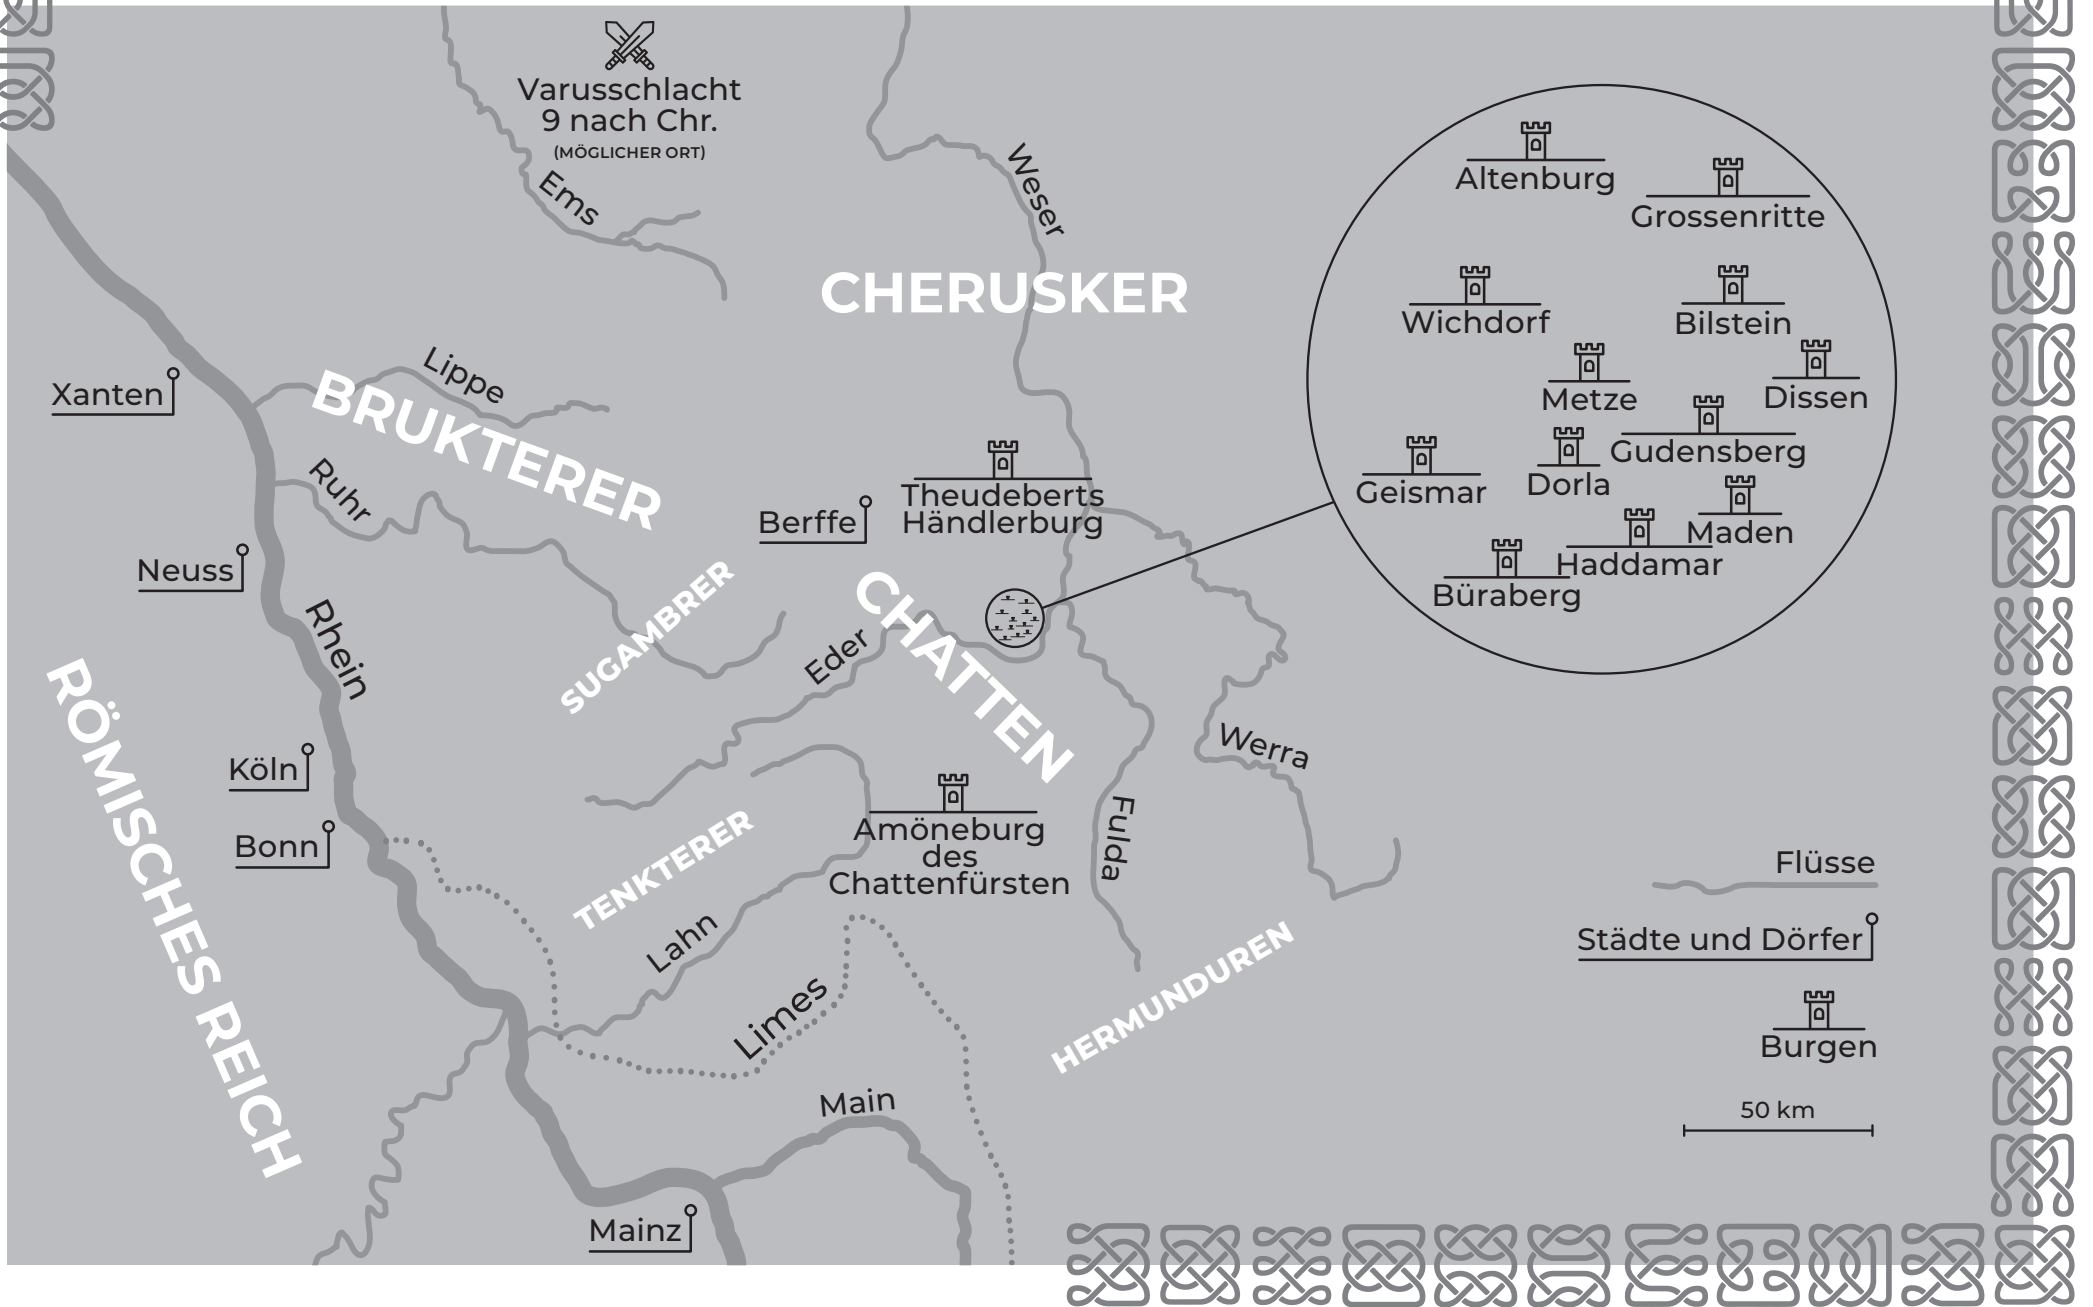 Varusschlacht
9 nach Chr.
(MÖGLICHER ORT)
Ems
Weser
CHERUSKER
Altenburg
Grossenritte
Wichdorf
Bilstein
Metze
Dissen
Gudensberg
Geismar
Dorla
Maden
Haddamar
Büraberg
Xanten
Lippe
BRUKTERER
Ruhr
Theudeberts
Händlerburg
Berffe
Neuss
Rhein
SUGAMBRER
CHATTEN
Eder
RÖMISCHES REICH
Köln
Bonn
Werra
Fulda
Amöneburg
des
Chattenfürsten
TENKTERER
Lahn
Limes
HERMUNDUREN
Main
Mainz
Flüsse
Städte und Dörfer
Burgen
50 km